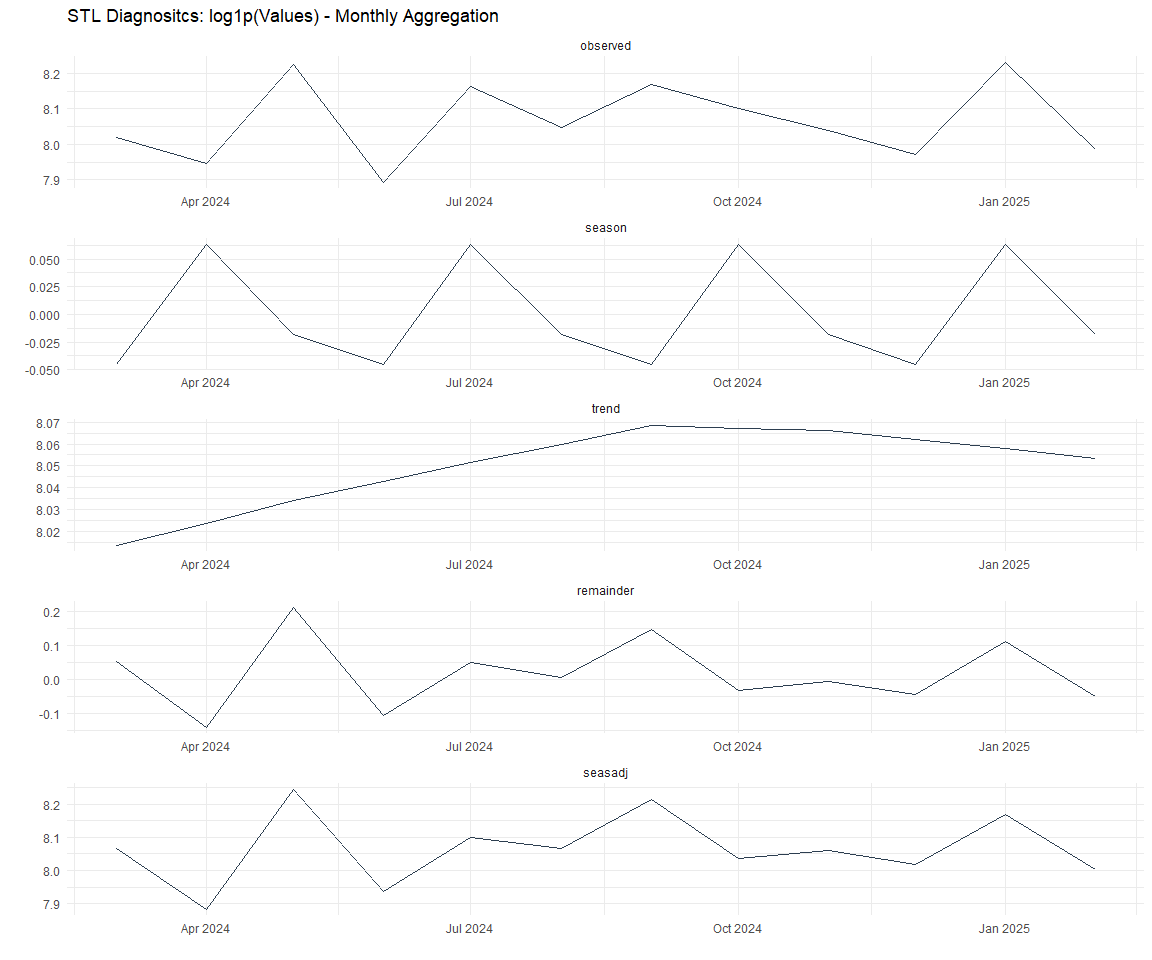 STL Diagnositcs: log1p(Values) - Monthly Aggregation
observed
8.2
8.1
8.0
7.9
Apr 2024 Jul 2024 Oct 2024 Jan 2025
season
0.050
0.025
0.000
-0.025
-0.050
Apr 2024 Jul 2024 Oct 2024 Jan 2025
trend
8.07
8.06
8.05
8.04
8.03
8.02
Apr 2024 Jul 2024 Oct 2024 Jan 2025
remainder
0.2
0.1
0.0
-0.1
Apr 2024 Jul 2024 Oct 2024 Jan 2025
seasadj
8.2
8.1
8.0
7.9
Apr 2024 Jul 2024 Oct 2024 Jan 2025